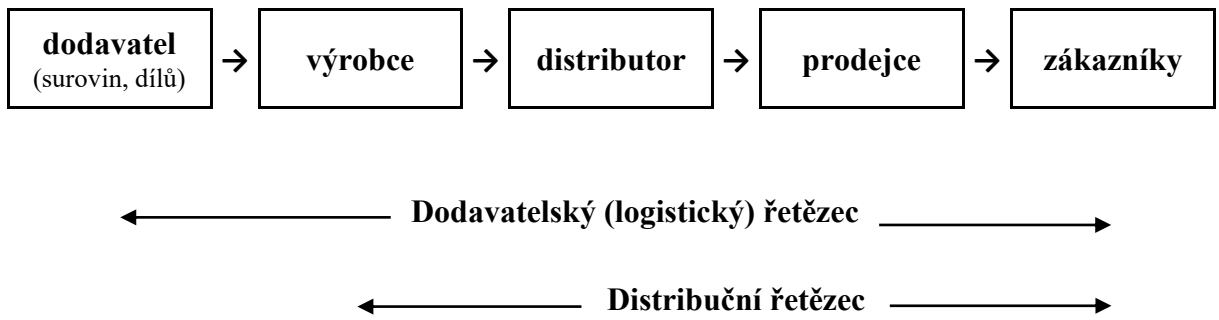 dodavatel
(surovin, dílů)
výrobce
distributor
prodejce
zákazníky
Dodavatelský (logistický) řetězec
Distribuční řetězec